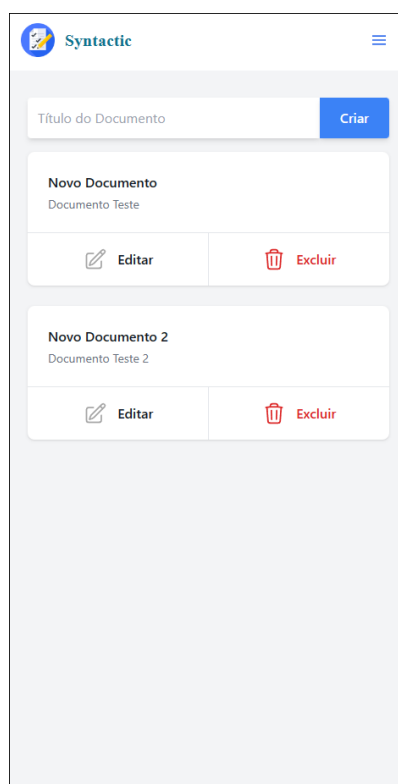 Syntactic
Título do Documento
Criar
Novo Documento
Documento Teste
Editar
Excluir
Novo Documento 2
Documento Teste 2
Editar
Excluir